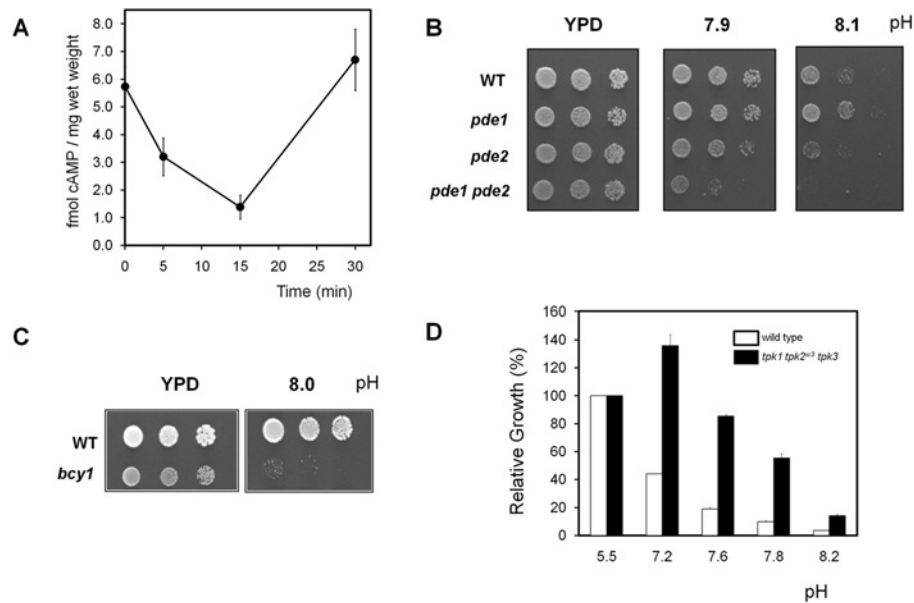 A
fmol cAMP / mg wet weight
8.0
7.0
6.0
5.0
4.0
3.0
2.0
1.0
0.0
0 5 10 15 20 25 30
Time (min)
B
YPD 7.9 8.1 pH
WT
pde1
pde2
pde1 pde2
C
YPD 8.0 pH
WT
bcy1
D
Relative Growth (%)
160
140
120
100
80
60
40
20
0
wild type
tpk1 tpk2ʷ³ tpk3
5.5 7.2 7.6 7.8 8.2
pH